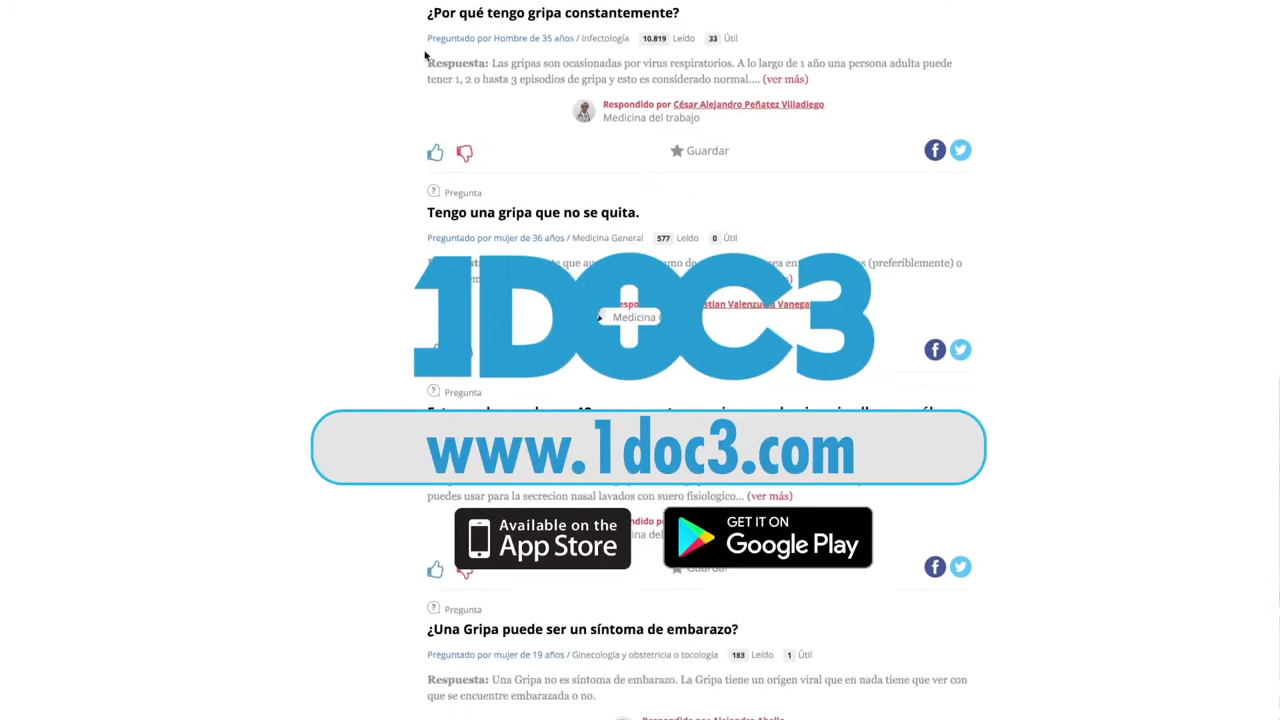 ¿Por qué tengo gripa constantemente?
Preguntado por Hombre de 35 años / Infectología 10.819 Leído 33 Útil
Respuesta: Las gripas son ocasionadas por virus respiratorios. A lo largo de 1 año una persona adulta puede
tener 1, 2 o hasta 3 episodios de gripa y esto es considerado normal.... (ver más)
Respondido por César Alejandro Peñatez Villadiego
Medicina del trabajo
Guardar
Pregunta
Tengo una gripa que no se quita.
Preguntado por mujer de 36 años / Medicina General 577 Leído 0 Útil
(preferiblemente) o
1DOC3
Medicina
Pregunta
www.1doc3.com
puedes usar para la secrecion nasal lavados con suero fisiologico... (ver más)
Available on the
App Store
GET IT ON
Google Play
Guardar
Pregunta
¿Una Gripa puede ser un síntoma de embarazo?
Preguntado por mujer de 19 años / Ginecología y obstetricia o tocología 183 Leído 1 Útil
Respuesta: Una Gripa no es síntoma de embarazo. La Gripa tiene un origen viral que en nada tiene que ver con
que se encuentre embarazada o no.
Respondido por Alejandro Abello